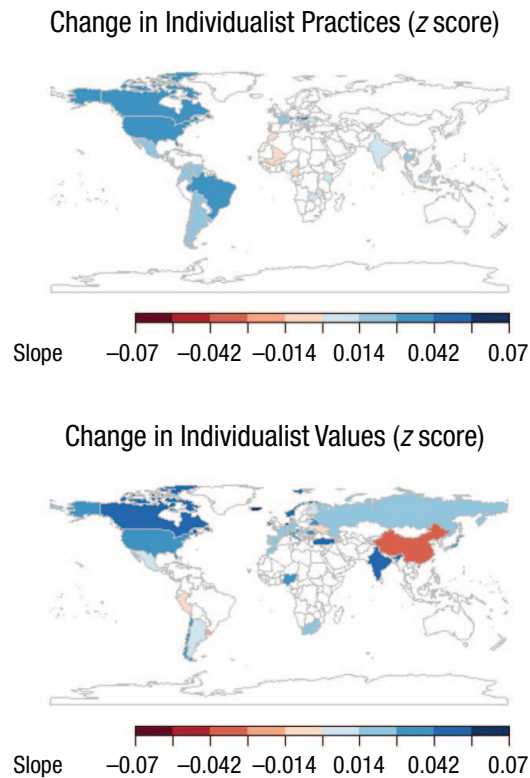 Change in Individualist Practices (z score)
Slope −0.07 −0.042 −0.014 0.014 0.042 0.07
Change in Individualist Values (z score)
Slope −0.07 −0.042 −0.014 0.014 0.042 0.07